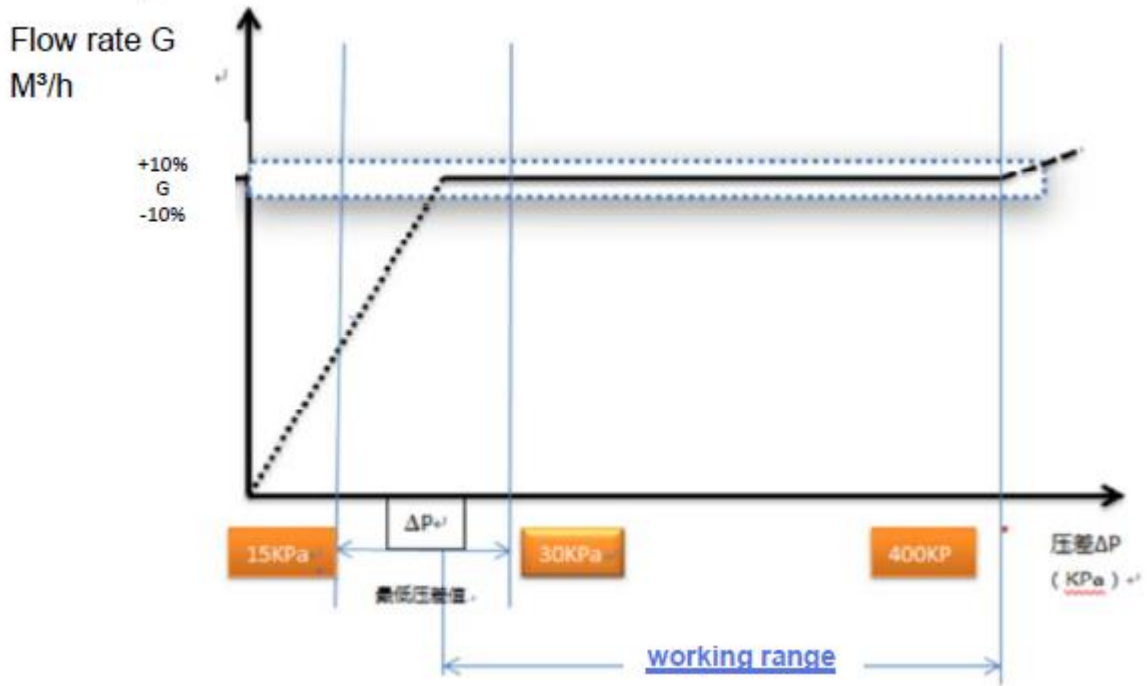 Flow rate G
M³/h
+10%
G
-10%
ΔP
15KPa
30KPa
400KP
压差ΔP
（KPa）
最低压差值
working range